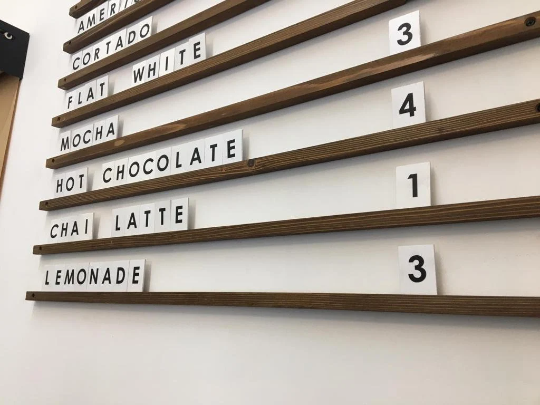 CORTADO
FLAT WHITE
MOCHA 3
HOT CHOCOLATE 4
CHAI LATTE 1
LEMONADE 3